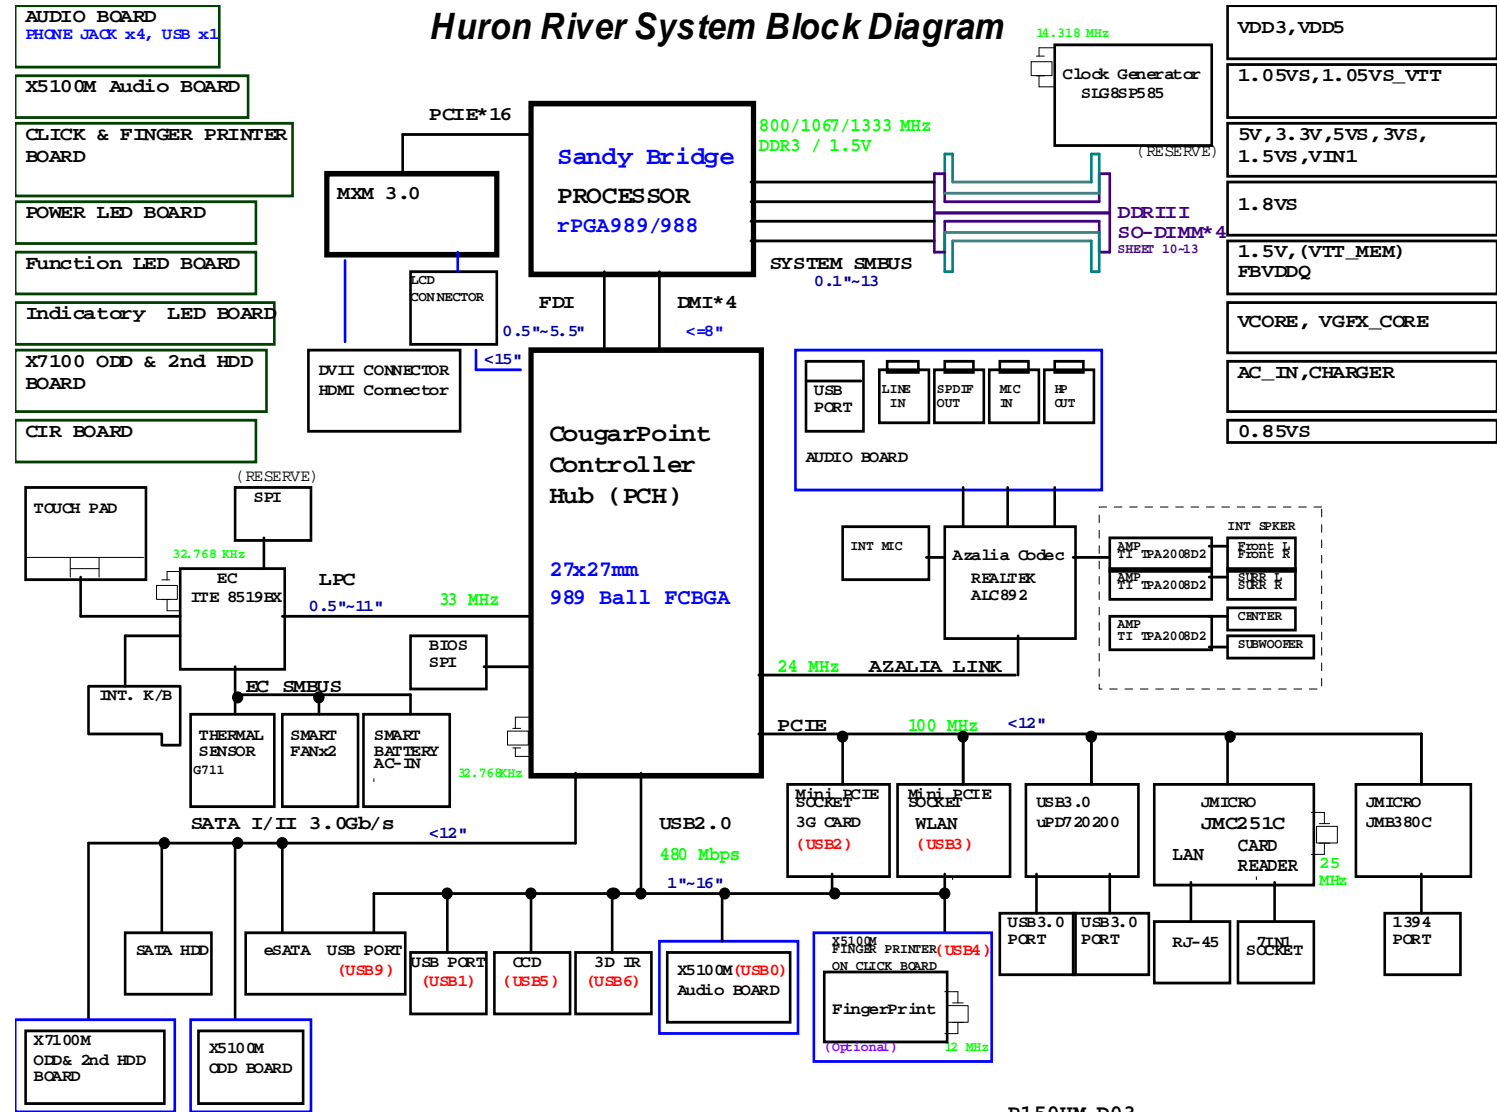 Huron River System Block Diagram
AUDIO BOARD
PHONE JACK x4, USB x1
X5100M Audio BOARD
CLICK & FINGER PRINTER
BOARD
POWER LED BOARD
Function LED BOARD
Indicatory LED BOARD
X7100 ODD & 2nd HDD
BOARD
CIR BOARD
14.318 MHz
Clock Generator
SLG8SP585
(RESERVE)
VDD3,VDD5
1.05VS,1.05VS_VTT
5V,3.3V,5VS,3VS,
1.5VS,VIN1
1.8VS
1.5V,(VTT_MEM)
FBVDDQ
VCORE, VGFX_CORE
AC_IN,CHARGER
0.85VS
PCIE*16
Sandy Bridge
PROCESSOR
rPGA989/988
800/1067/1333 MHz
DDR3 / 1.5V
DDRIII
SO-DIMM*4
SHEET 10~13
SYSTEM SMBUS
0.1"~13
MXM 3.0
LCD
CONNECTOR
<15"
DVII CONNECTOR
HDMI Connector
FDI
0.5"~5.5"
DMI*4
<=8"
CougarPoint
Controller
Hub (PCH)
27x27mm
989 Ball FCBGA
USB
PORT
LINE
IN
SPDIF
OUT
MIC
IN
HP
OUT
AUDIO BOARD
INT MIC
Azalia Codec
REALTEK
ALC892
INT SPKER
AMP
TI TPA2008D2
Front L
Front R
AMP
TI TPA2008D2
SURR L
SURR R
AMP
TI TPA2008D2
CENTER
SUBWOOFER
24 MHz
AZALIA LINK
(RESERVE)
SPI
TOUCH PAD
32.768 KHz
EC
ITE 8519BX
LPC
0.5"~11"
33 MHz
BIOS
SPI
INT. K/B
EC SMBUS
THERMAL
SENSOR
G711
SMART
FANx2
SMART
BATTERY
AC-IN
32.768KHz
PCIE
100 MHz
<12"
Mini PCIE
SOCKET
3G CARD
(USB2)
Mini PCIE
SOCKET
WLAN
(USB3)
USB3.0
uPD720200
JMICRO
JMC251C
LAN
CARD
READER
25
MHz
JMICRO
JMB380C
USB3.0
PORT
USB3.0
PORT
RJ-45
7IN1
SOCKET
1394
PORT
SATA I/II 3.0Gb/s
<12"
USB2.0
480 Mbps
1"~16"
SATA HDD
eSATA USB PORT
(USB9)
USB PORT
(USB1)
CCD
(USB5)
3D IR
(USB6)
X5100M(USB0)
Audio BOARD
X5100M
FINGER PRINTER(USB4)
ON CLICK BOARD
FingerPrint
(Optional)
12 MHz
X7100M
ODD& 2nd HDD
BOARD
X5100M
ODD BOARD